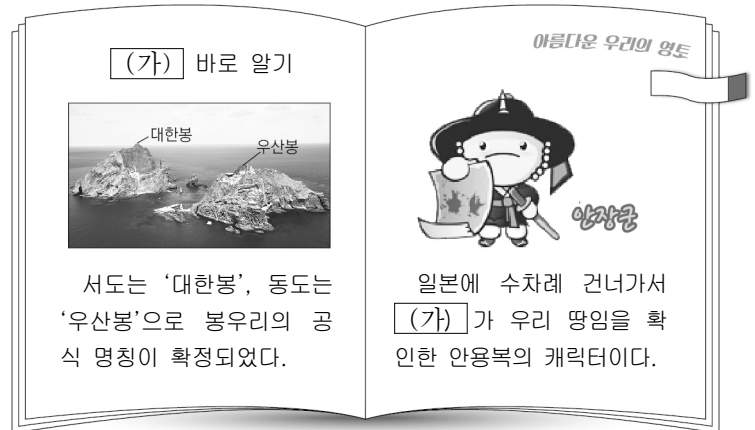 (가) 바로 알기
대한봉
우산봉
서도는 ‘대한봉’, 동도는
‘우산봉’으로 봉우리의 공
식 명칭이 확정되었다.
아름다운 우리의 영토
안장군
일본에 수차례 건너가서
(가) 가 우리 땅임을 확
인한 안용복의 캐릭터이다.